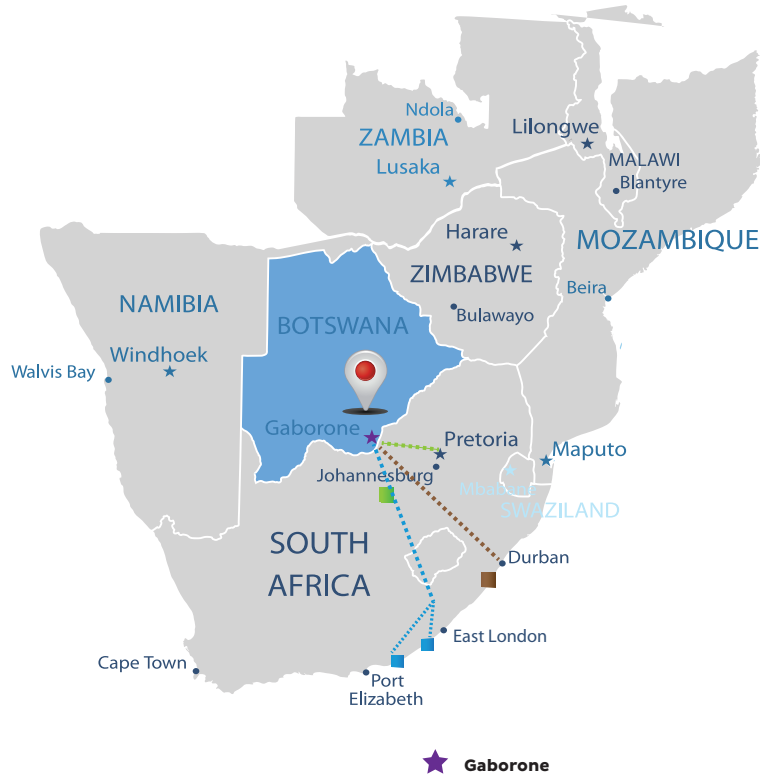 Ndola
ZAMBIA
Lusaka
Lilongwe
MALAWI
Blantyre
Harare
MOZAMBIQUE
ZIMBABWE
Beira
NAMIBIA
Bulawayo
BOTSWANA
Windhoek
Walvis Bay
Gaborone
Pretoria
Maputo
Johannesburg
Mbabane
SWAZILAND
SOUTH
AFRICA
Durban
East London
Cape Town
Port
Elizabeth
Gaborone